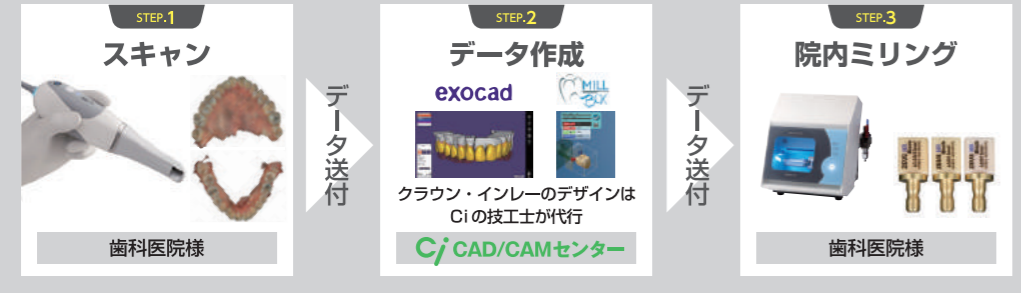 STEP.1
スキャン
歯科医院様
データ送付
STEP.2
データ作成
exocad
MILL
BLX
クラウン・インレーのデザインは
Ciの技工士が代行
Ci CAD/CAMセンター
データ送付
STEP.3
院内ミリング
歯科医院様